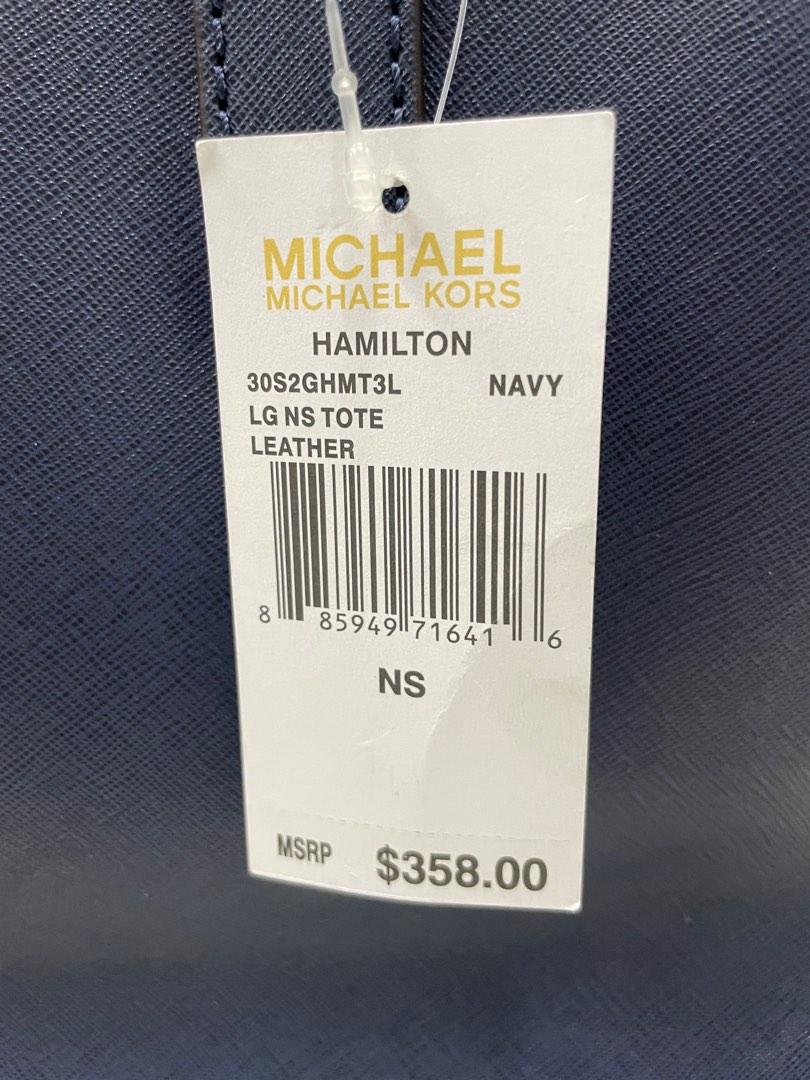 MICHAEL
MICHAEL KORS
HAMILTON
30S2GHMT3L NAVY
LG NS TOTE
LEATHER
8 85949 71641 6
NS
MSRP $358.00